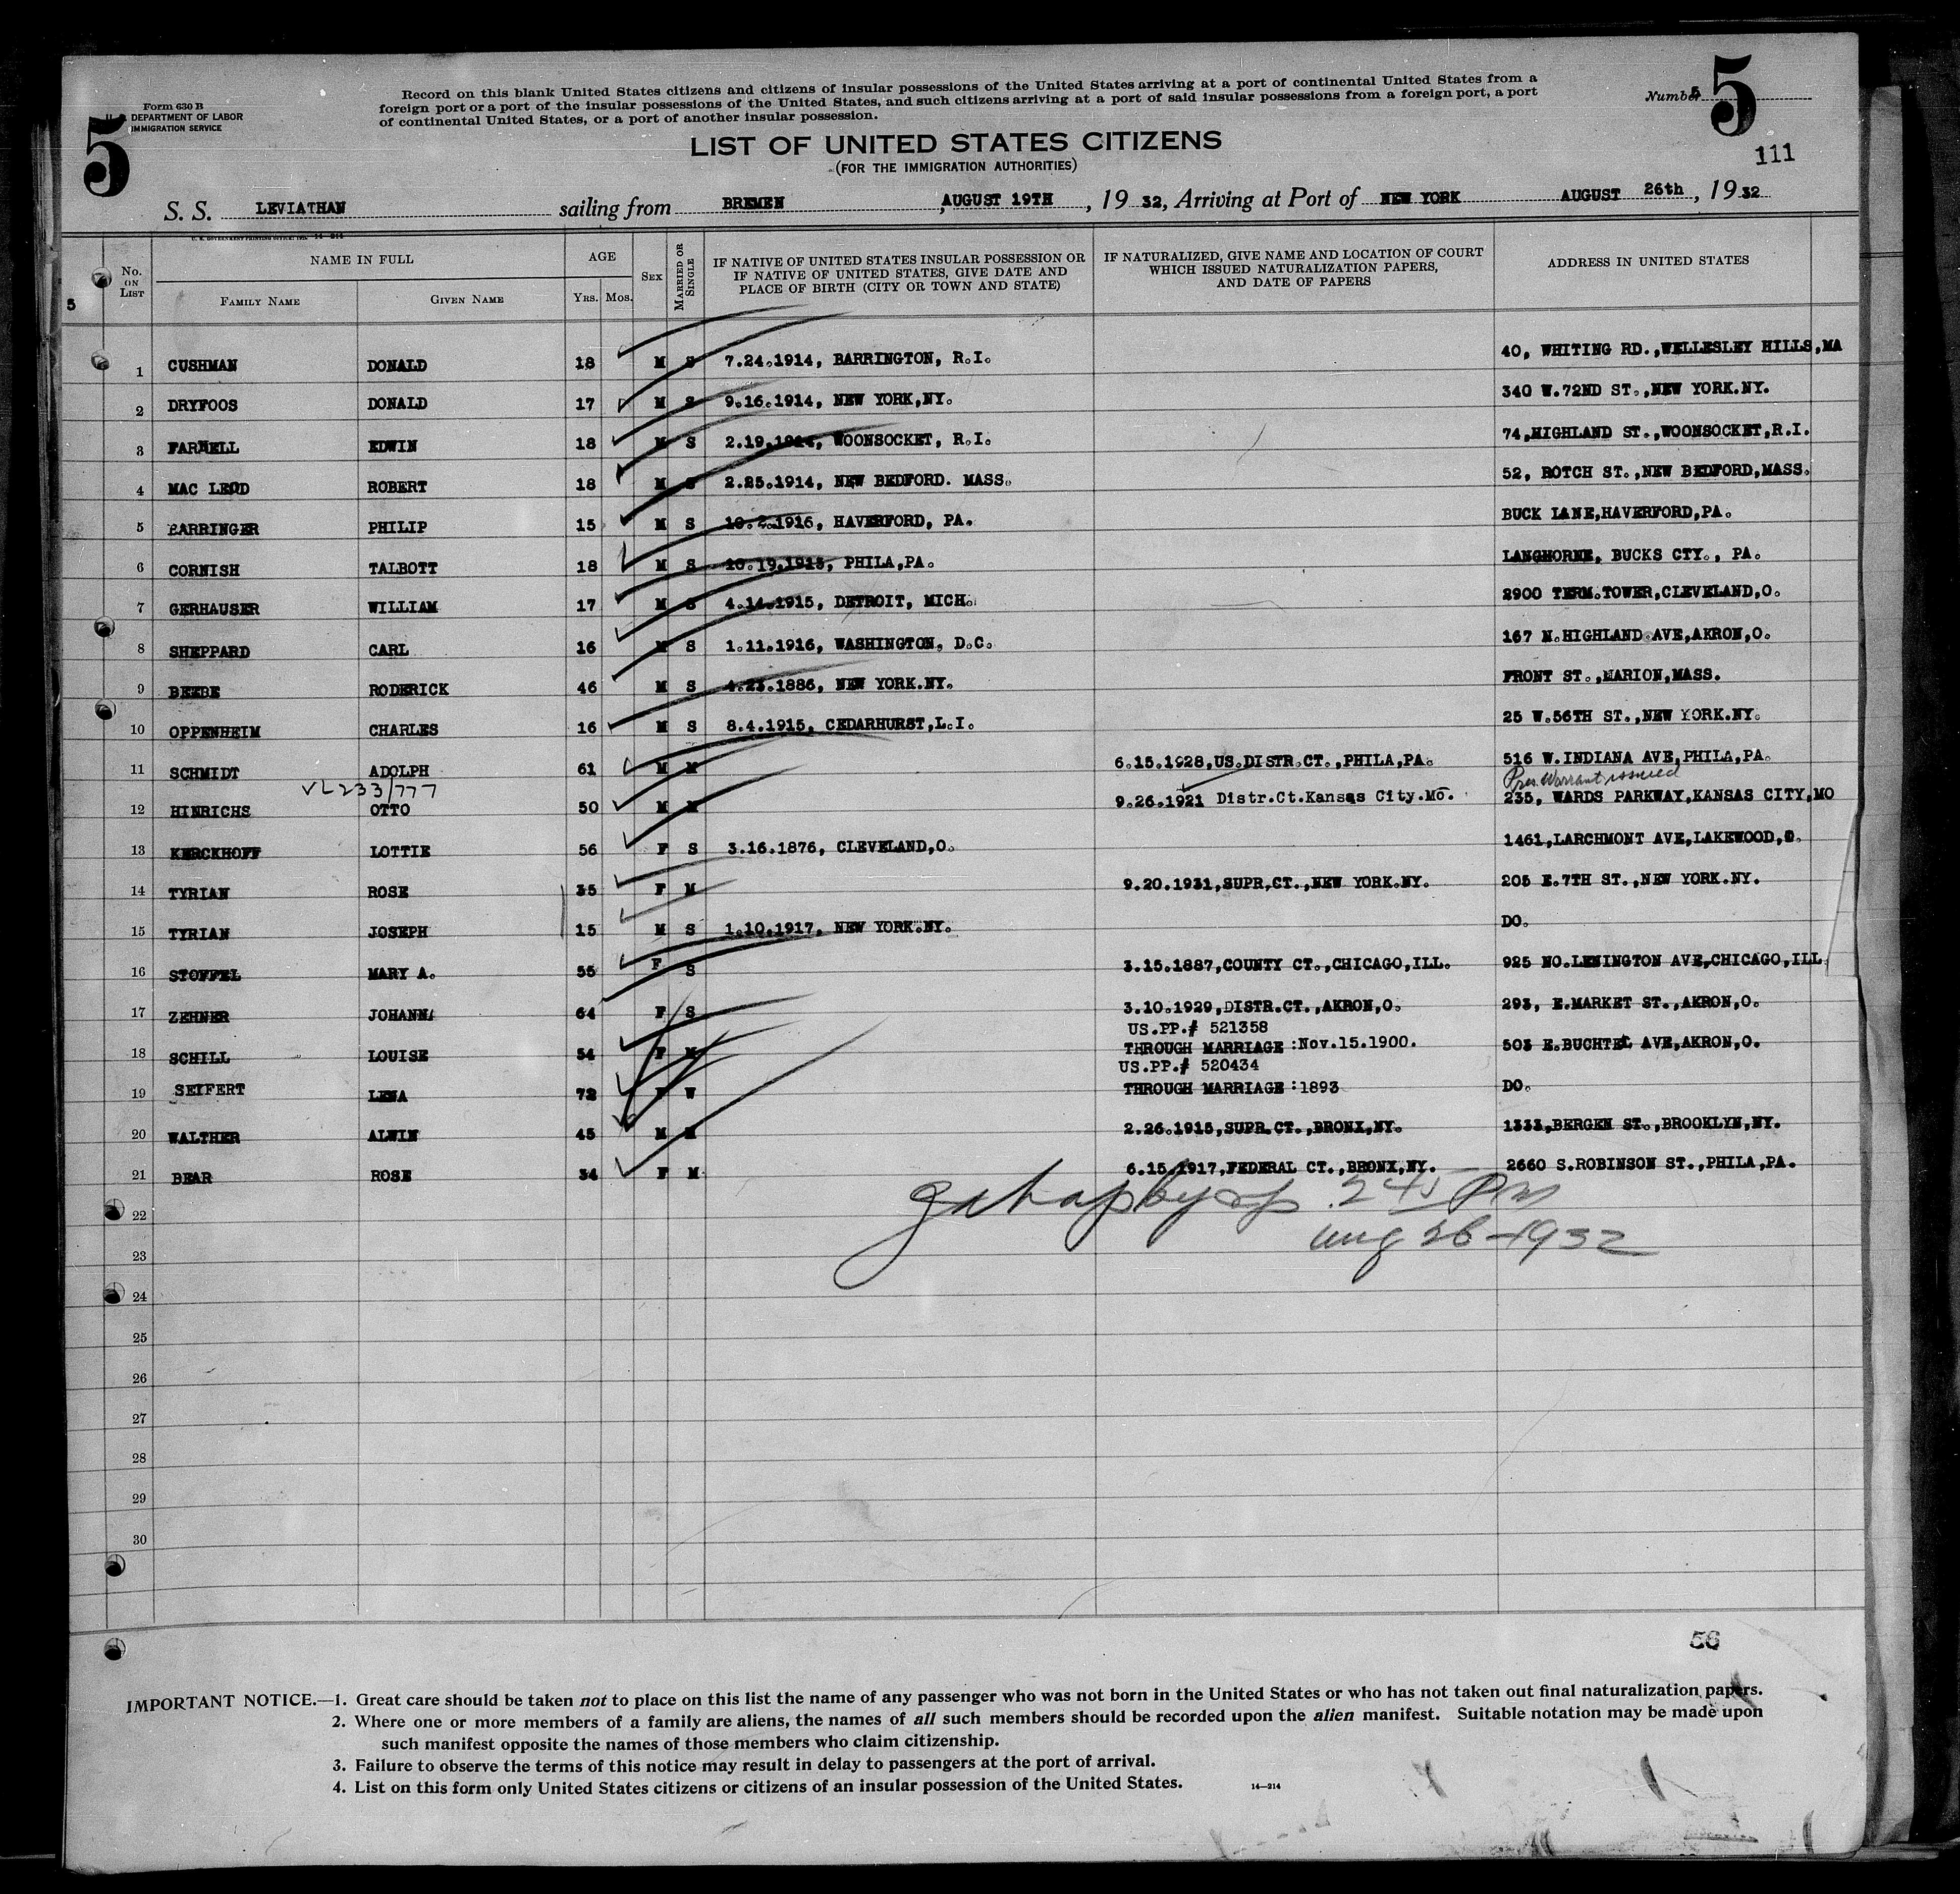 Form 630 B
U. S. DEPARTMENT OF LABOR
IMMIGRATION SERVICE
Record on this blank United States citizens and citizens of insular possessions of the United States arriving at a port of continental United States from a
foreign port or a port of the insular possessions of the United States, and such citizens arriving at a port of said insular possessions from a foreign port, a port
of continental United States, or a port of another insular possession.
Number 5
5
5
111
LIST OF UNITED STATES CITIZENS
(FOR THE IMMIGRATION AUTHORITIES)
S. S. LEVIATHAN sailing from BREMEN, AUGUST 19TH, 1932, Arriving at Port of NEW YORK AUGUST 26th, 1932
5
No. ON LIST
NAME IN FULL
FAMILY NAME GIVEN NAME
AGE
YRS. MOS.
SEX
MARRIED OR SINGLE
IF NATIVE OF UNITED STATES INSULAR POSSESSION OR
IF NATIVE OF UNITED STATES, GIVE DATE AND
PLACE OF BIRTH (CITY OR TOWN AND STATE)
IF NATURALIZED, GIVE NAME AND LOCATION OF COURT
WHICH ISSUED NATURALIZATION PAPERS,
AND DATE OF PAPERS
ADDRESS IN UNITED STATES
1 CUSHMAN DONALD 18 M S 7.24.1914, BARRINGTON, R.I. 40, WHITING RD.,WELLESLEY HILLS,MA
2 DRYFOOS DONALD 17 M S 9.16.1914, NEW YORK,NY. 340 W.72ND ST.,NEW YORK.NY.
3 FARNELL EDWIN 18 M S 2.19.1914, WOONSOCKET, R.I. 74,HIGHLAND ST.,WOONSOCKET,R.I.
4 MAC LEOD ROBERT 18 M S 2.25.1914, NEW BEDFORD. MASS. 52, ROTCH ST.,NEW BEDFORD,MASS.
5 BARRINGER PHILIP 15 M S 10. .1916, HAVERFORD, PA. BUCK LANE,HAVERFORD,PA.
6 CORNISH TALBOTT 18 M S 10.19.1913, PHILA,PA. LANGHORNE, BUCKS CTY., PA.
7 GERHAUSER WILLIAM 17 M S 4.14.1915, DETROIT, MICH. 2900 TERM.TOWER,CLEVELAND,O.
8 SHEPPARD CARL 16 M S 1.11.1916, WASHINGTON, D.C. 167 N.HIGHLAND AVE,AKRON,O.
9 BEEBE RODERICK 46 M S 4.23.1886, NEW YORK.NY. FRONT ST.,MARION,MASS.
10 OPPENHEIM CHARLES 16 M S 8.4.1915, CEDARHURST,L.I. 25 W.56TH ST.,NEW YORK.NY.
11 SCHMIDT ADOLPH 61 M M 6.15.1928,US.DISTR.CT.,PHILA,PA. 516 W.INDIANA AVE,PHILA,PA.
VL 233/777 warrant issued
12 HINRICHS OTTO 50 M M 9.26.1921 Distr.Ct.Kansas City.Mo. 235, WARDS PARKWAY,KANSAS CITY,MO
13 KERCKHOFF LOTTIE 56 F S 3.16.1876, CLEVELAND,O. 1461,LARCHMONT AVE,LAKEWOOD,O.
14 TYRIAN ROSE 35 F M 9.20.1931,SUPR.CT.,NEW YORK.NY. 205 E.7TH ST.,NEW YORK.NY.
15 TYRIAN JOSEPH 15 M S 1.10.1917, NEW YORK.NY. DO.
16 STOFFEL MARY A. 55 F S 3.15.1887,COUNTY CT.,CHICAGO,ILL. 925 NO.LENINGTON AVE,CHICAGO,ILL
17 ZEHNER JOHANNA 64 F S 3.10.1929,DISTR.CT.,AKRON,O. 293, E.MARKET ST.,AKRON,O.
US.PP.# 521358
18 SCHILL LOUISE 54 F M THROUGH MARRIAGE :Nov.15.1900. 503 E.BUCHTEL AVE,AKRON,O.
US.PP.# 520434
19 SEIFERT LENA 72 F W THROUGH MARRIAGE :1893 DO.
20 WALTHER ALWIN 45 M M 2.26.1915,SUPR.CT.,BRONX,NY. 1333,BERGEN ST.,BROOKLYN,NY.
21 BEAR ROSE 34 F M 6.15.1917,FEDERAL CT.,BRONX,NY. 2660 S.ROBINSON ST.,PHILA,PA.
22
2 45 PM
23
Aug 26-1932
24
25
26
27
28
29
30
56
IMPORTANT NOTICE.—1. Great care should be taken not to place on this list the name of any passenger who was not born in the United States or who has not taken out final naturalization papers.
2. Where one or more members of a family are aliens, the names of all such members should be recorded upon the alien manifest. Suitable notation may be made upon
such manifest opposite the names of those members who claim citizenship.
3. Failure to observe the terms of this notice may result in delay to passengers at the port of arrival.
4. List on this form only United States citizens or citizens of an insular possession of the United States. 14—214